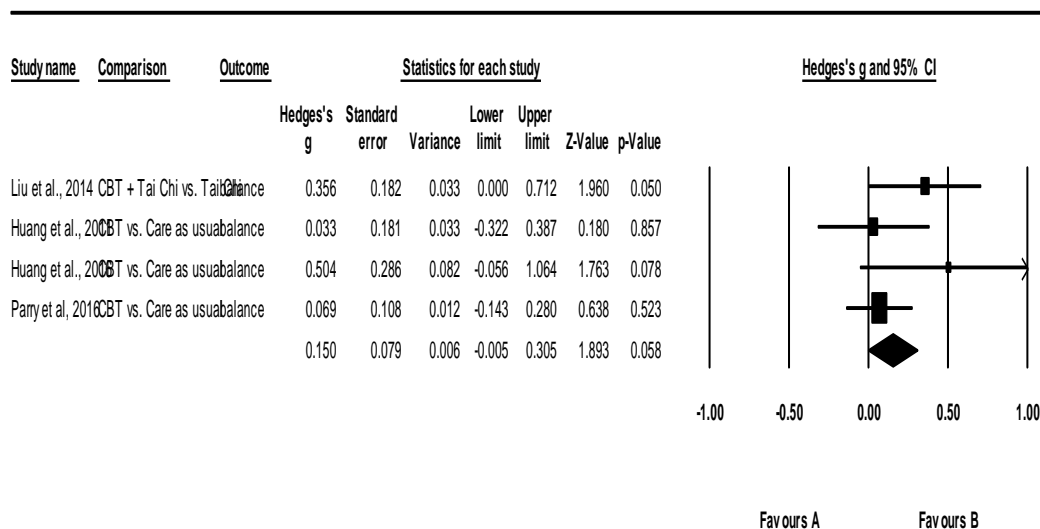 Study name Comparison Outcome Statistics for each study Hedges's g and 95% CI
Hedges's Standard Lower Upper
g error Variance limit limit Z-Value p-Value
Liu et al., 2014 CBT + Tai Chi vs. Tai Chi balance 0.356 0.182 0.033 0.000 0.712 1.960 0.050
Huang et al., CBT vs. Care as usual balance 0.033 0.181 0.033 -0.322 0.387 0.180 0.857
Huang et al., CBT vs. Care as usual balance 0.504 0.286 0.082 -0.056 1.064 1.763 0.078
Parry et al, 2016 CBT vs. Care as usual balance 0.069 0.108 0.012 -0.143 0.280 0.638 0.523
0.150 0.079 0.006 -0.005 0.305 1.893 0.058
-1.00 -0.50 0.00 0.50 1.00
Favours A Favours B